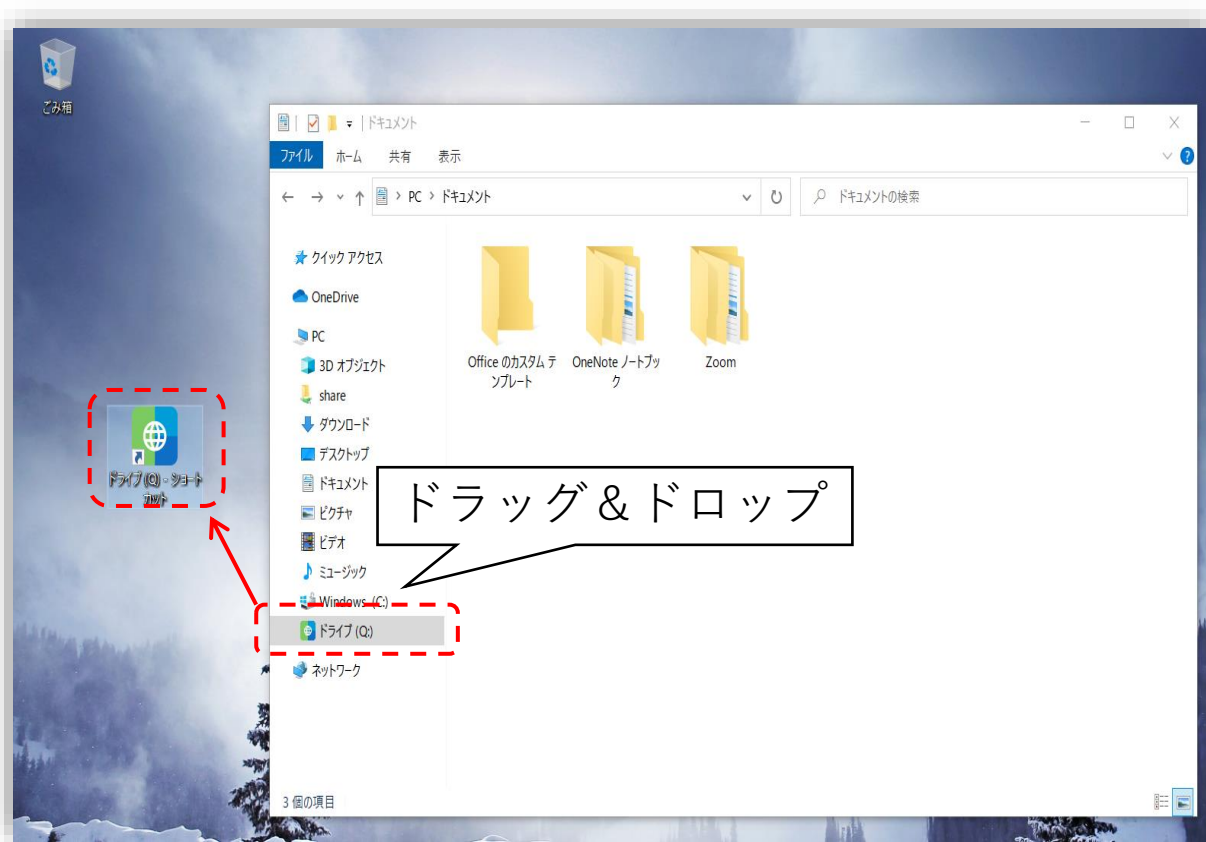 ごみ箱
ドキュメント
ファイル ホーム 共有 表示
PC ドキュメント
ドキュメントの検索
クイック アクセス
OneDrive
PC
3D オブジェクト
share
ダウンロード
デスクトップ
ドキュメント
ピクチャ
ビデオ
ミュージック
Windows (C:)
ドライブ (Q:)
ネットワーク
Office のカスタム テ
ンプレート
OneNote ノートブッ
ク
Zoom
ドライブ (Q) - ショート
カット
ドラッグ&ドロップ
3 個の項目